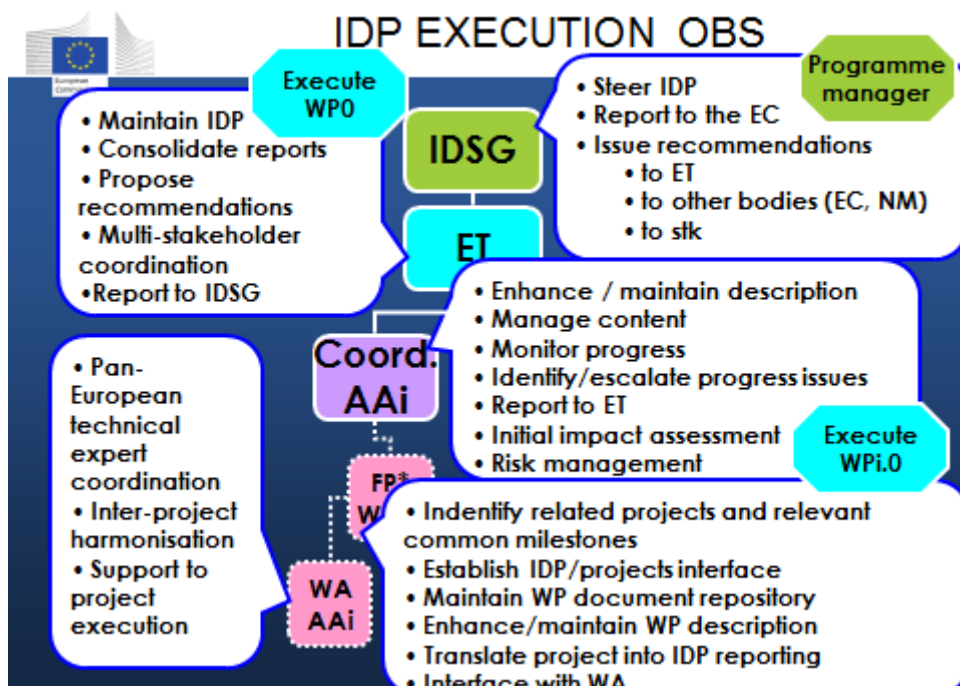 IDP EXECUTION OBS
European
Execute
WP0
• Maintain IDP
• Consolidate reports
• Propose
recommendations
• Multi-stakeholder
coordination
•Report to IDSG
IDSG
ET
Programme
manager
• Steer IDP
• Report to the EC
• Issue recommendations
• to ET
• to other bodies (EC, NM)
• to stk
Coord.
AAi
• Enhance / maintain description
• Manage content
• Monitor progress
• Identify/escalate progress issues
• Report to ET
• Initial impact assessment
• Risk management
Execute
WPi.0
• Pan-
European
technical
expert
coordination
• Inter-project
harmonisation
• Support to
project
execution
FP*
WA
AAi
• Indentify related projects and relevant
common milestones
• Establish IDP/projects interface
• Maintain WP document repository
• Enhance/maintain WP description
• Translate project into IDP reporting
• Interface with WA